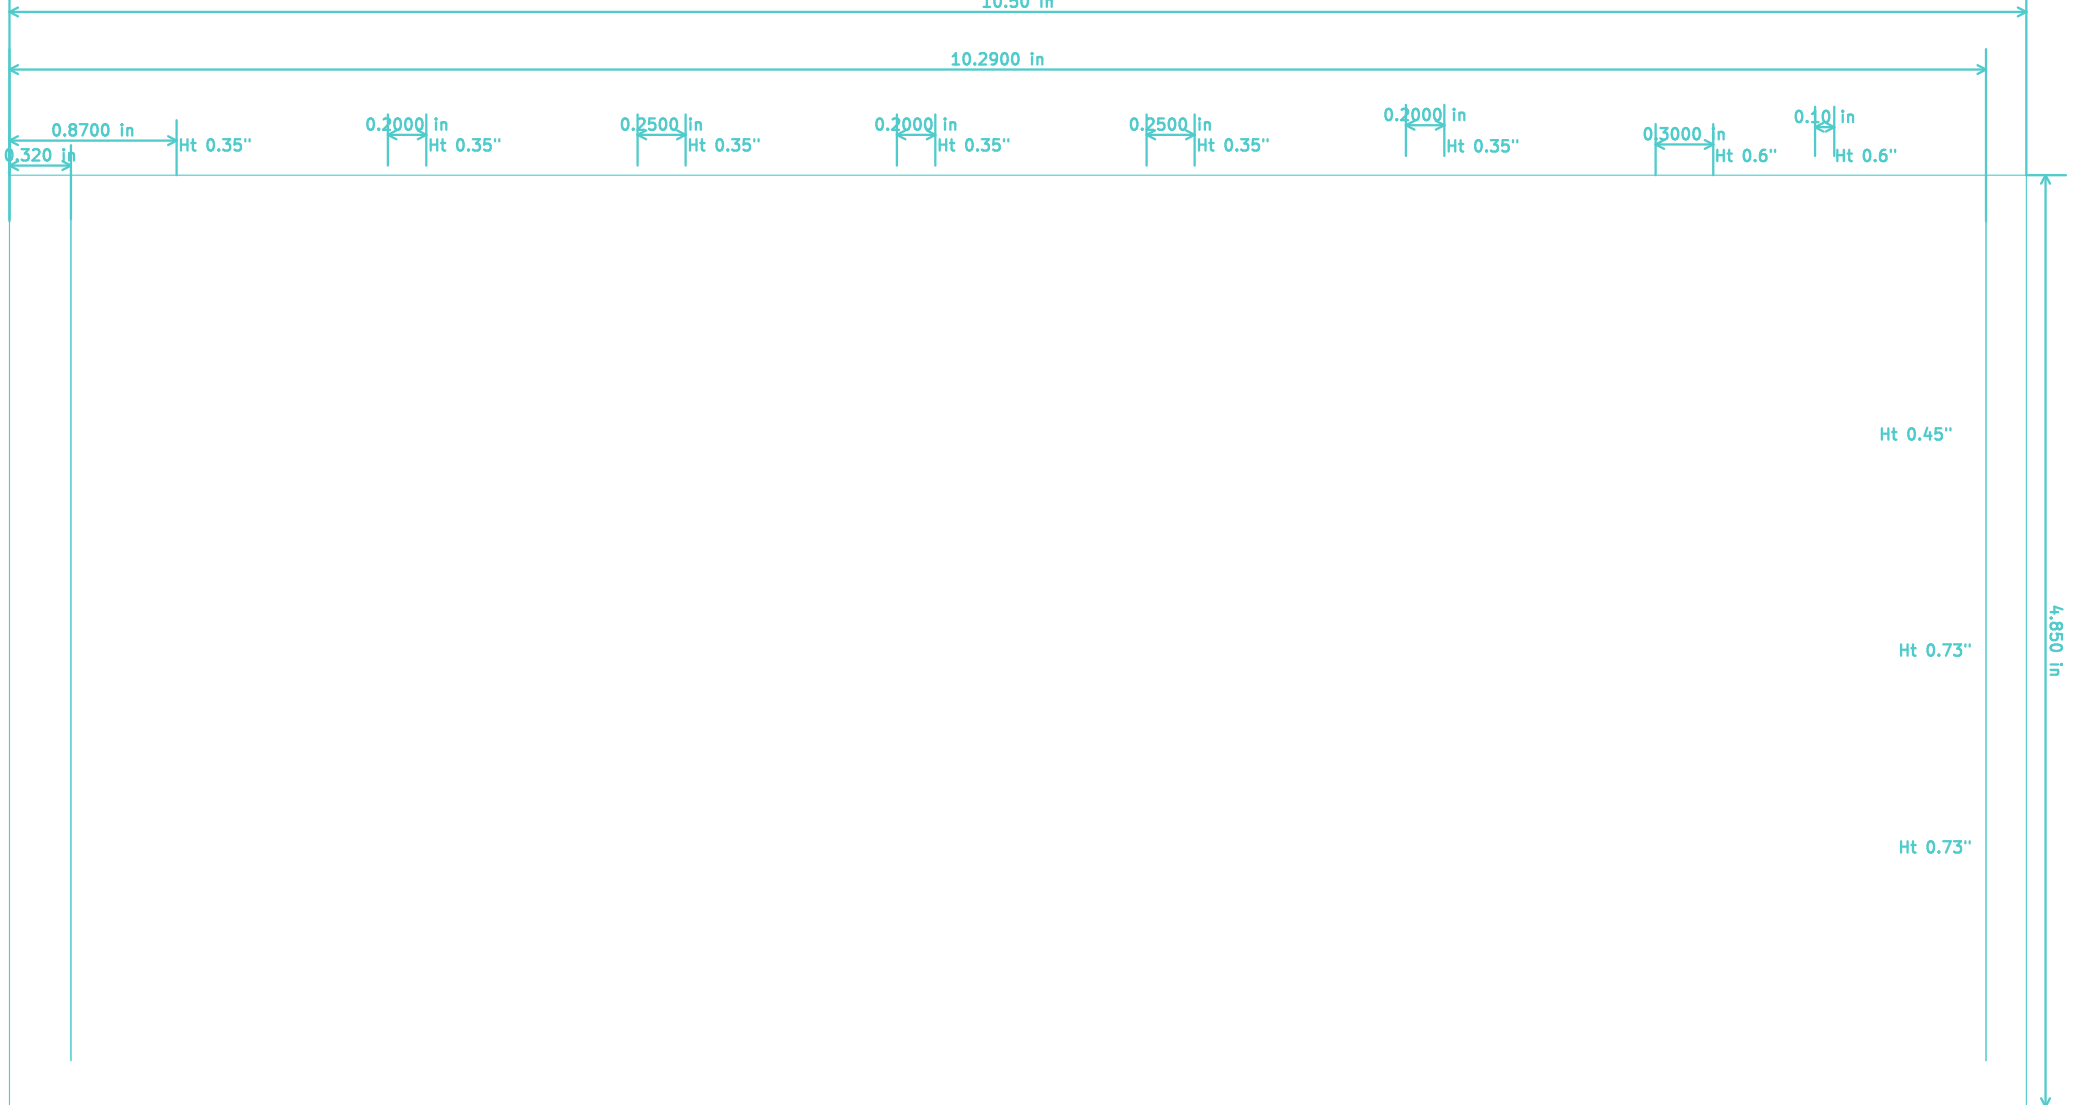 10.50 in
10.2900 in
0.8700 in
0.2000 in
0.2500 in
0.2000 in
0.2500 in
0.2000 in
0.3000 in
0.10 in
0.320 in
Ht 0.35"
Ht 0.35"
Ht 0.35"
Ht 0.35"
Ht 0.35"
Ht 0.35"
Ht 0.6"
Ht 0.6"
Ht 0.45"
4.850 in
Ht 0.73"
Ht 0.73"